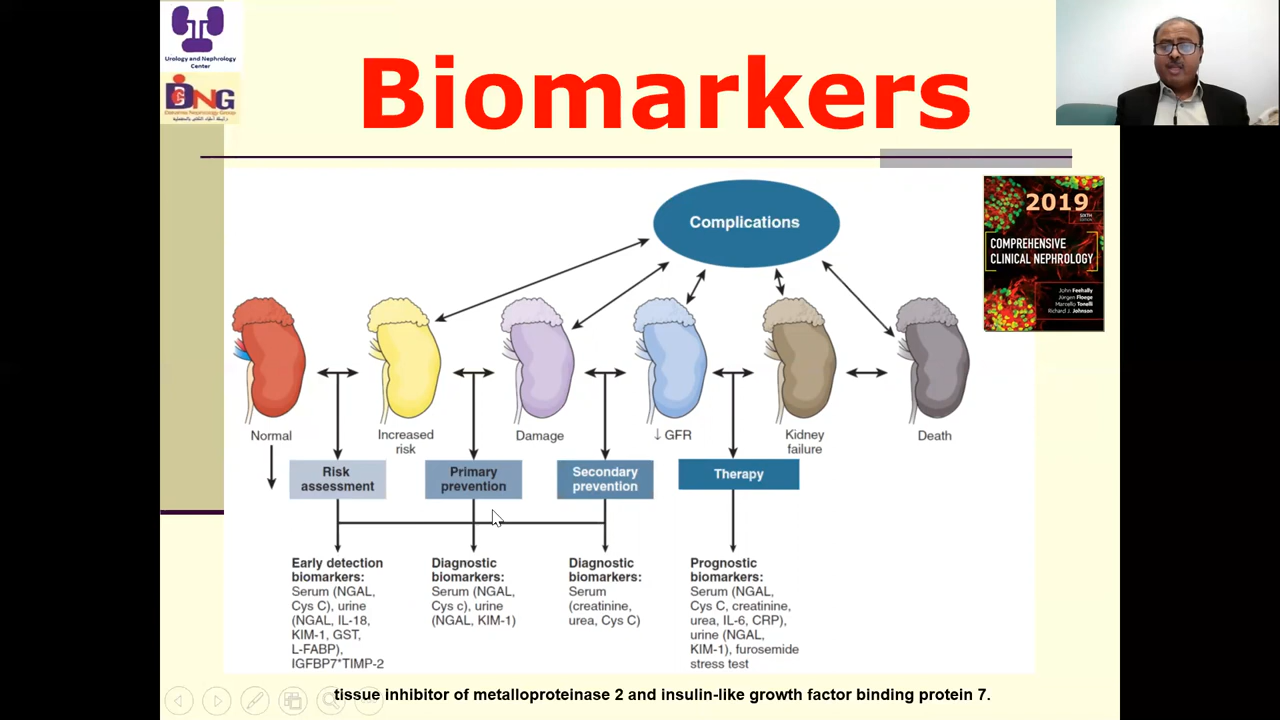 Urology and Nephrology
Center
DNG
Dakahlia Nephrology Group
Biomarkers
2019
SIXTH
EDITION
COMPREHENSIVE
CLINICAL NEPHROLOGY
John Feehally
Jürgen Floege
Marcello Tonelli
Richard J. Johnson
Complications
Normal
Increased
risk
Damage
↓ GFR
Kidney
failure
Death
Risk
assessment
Primary
prevention
Secondary
prevention
Therapy
Early detection
biomarkers:
Serum (NGAL,
Cys C), urine
(NGAL, IL-18,
KIM-1, GST,
L-FABP),
IGFBP7*TIMP-2
Diagnostic
biomarkers:
Serum (NGAL,
Cys c), urine
(NGAL, KIM-1)
Diagnostic
biomarkers:
Serum
(creatinine,
urea, Cys C)
Prognostic
biomarkers:
Serum (NGAL,
Cys C, creatinine,
urea, IL-6, CRP),
urine (NGAL,
KIM-1), furosemide
stress test
tissue inhibitor of metalloproteinase 2 and insulin-like growth factor binding protein 7.